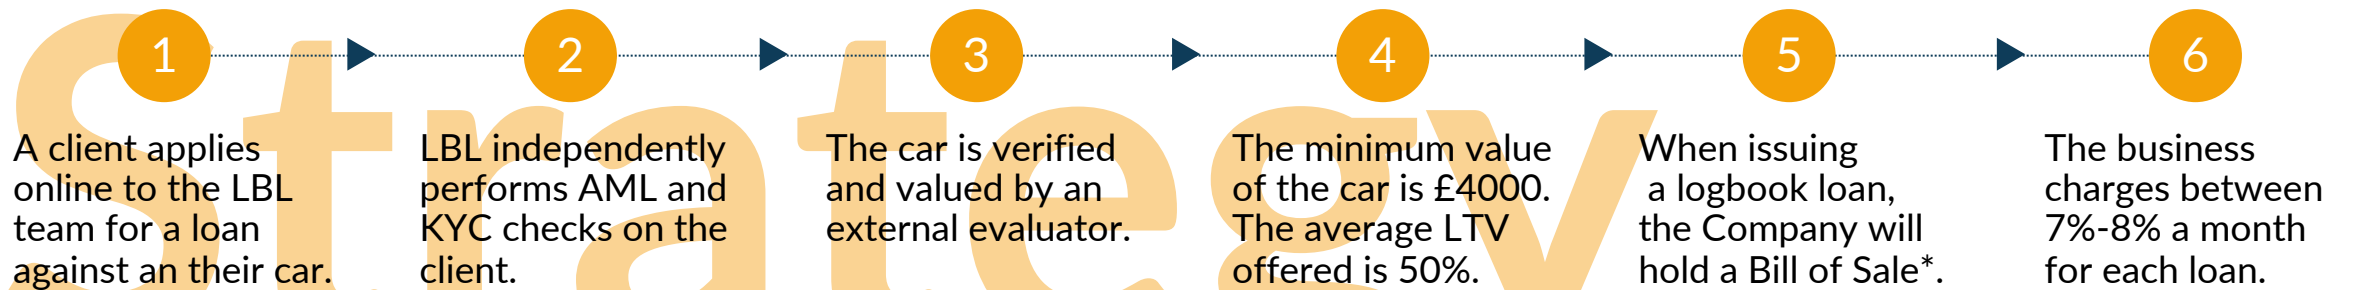 Strategy
1
2
3
4
5
6
A client applies
online to the LBL
team for a loan
against an their car.
LBL independently
performs AML and
KYC checks on the
client.
The car is verified
and valued by an
external evaluator.
The minimum value
of the car is £4000.
The average LTV
offered is 50%.
When issuing
a logbook loan,
the Company will
hold a Bill of Sale*.
The business
charges between
7%-8% a month
for each loan.